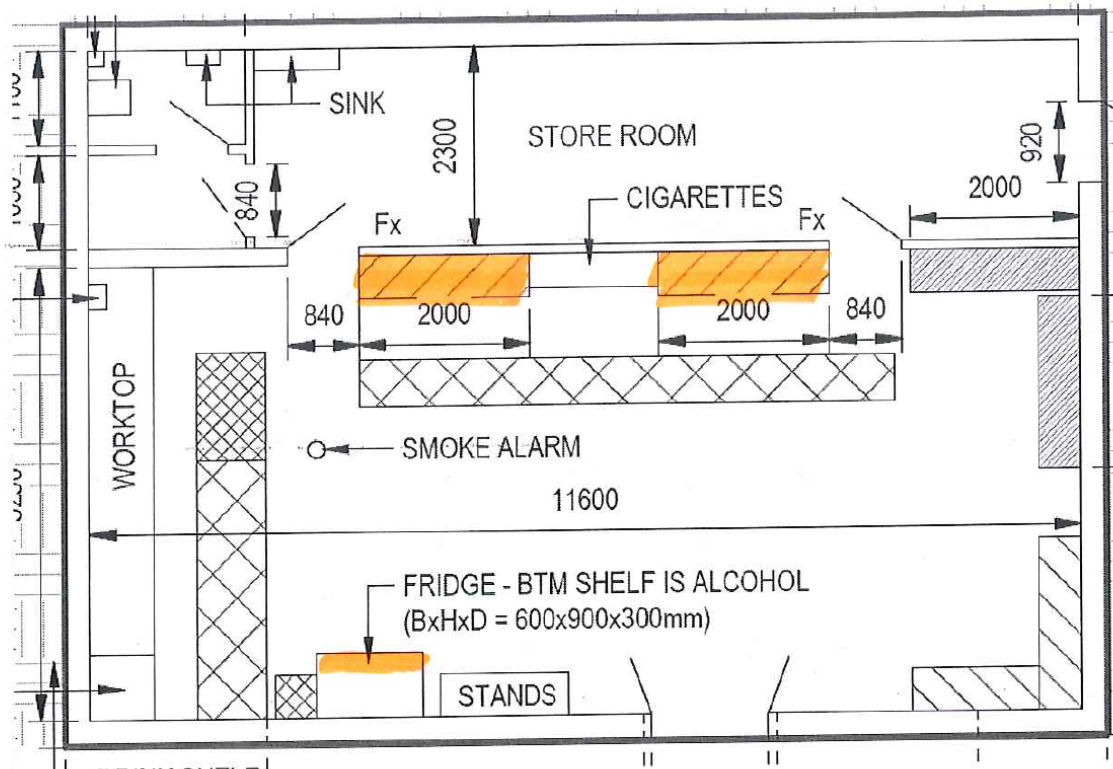 SINK
2300
STORE ROOM
920
840
CIGARETTES
2000
Fx
Fx
840
2000
2000
840
WORKTOP
SMOKE ALARM
11600
FRIDGE - BTM SHELF IS ALCOHOL
(BxHxD = 600x900x300mm)
STANDS